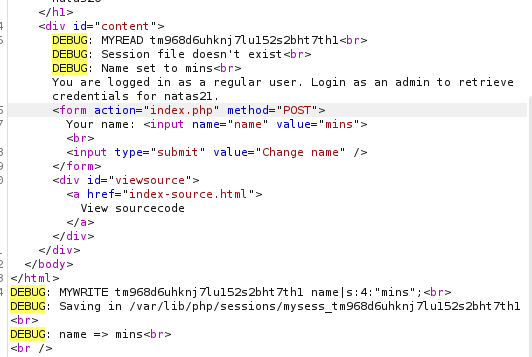 </h1>
<div id="content">
DEBUG: MYREAD tm968d6uhknj7lu152s2bht7th1<br>
DEBUG: Session file doesn't exist<br>
DEBUG: Name set to mins<br>
You are logged in as a regular user. Login as an admin to retrieve
credentials for natas21.
<form action="index.php" method="POST">
Your name: <input name="name" value="mins">
<br>
<input type="submit" value="Change name" />
</form>
<div id="viewsource">
<a href="index-source.html">
View sourcecode
</a>
</div>
</div>
</body>
</html>
DEBUG: MYWRITE tm968d6uhknj7lu152s2bht7th1 name|s:4:"mins";<br>
DEBUG: Saving in /var/lib/php/sessions/mysess_tm968d6uhknj7lu152s2bht7th1
<br>
DEBUG: name => mins<br>
<br />